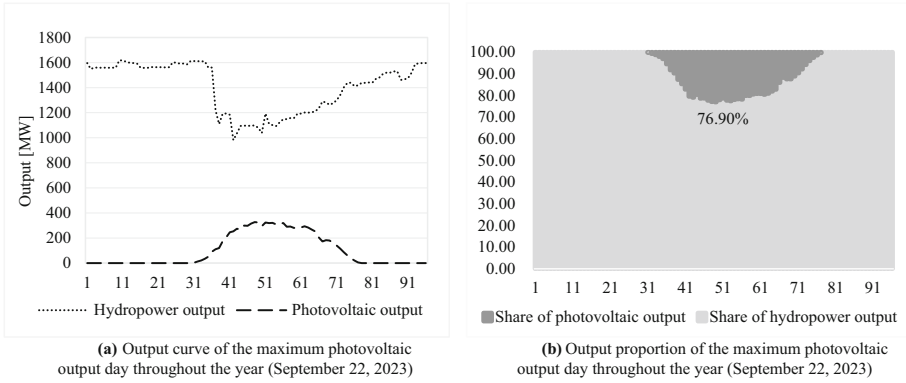 1800
1600
1400
1200
1000
800
600
400
200
0
Output [MW]
1 11 21 31 41 51 61 71 81 91
Hydropower output Photovoltaic output
(a) Output curve of the maximum photovoltaic
output day throughout the year (September 22, 2023)
100.00
90.00
80.00
70.00
60.00
50.00
40.00
30.00
20.00
10.00
0.00
76.90%
1 11 21 31 41 51 61 71 81 91
Share of photovoltaic output Share of hydropower output
(b) Output proportion of the maximum photovoltaic
output day throughout the year (September 22, 2023)